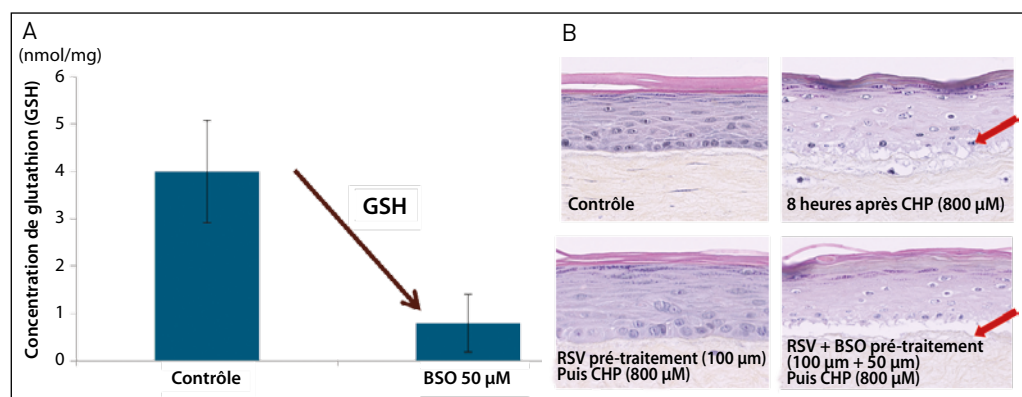 A
(nmol/mg)
Concentration de glutathion (GSH)
6
5
4
3
2
1
0
GSH
Contrôle
BSO 50 µM
B
Contrôle
8 heures après CHP (800 µM)
RSV pré-traitement (100 µm)
Puis CHP (800 µM)
RSV + BSO pré-traitement
(100 µm + 50 µm)
Puis CHP (800 µM)